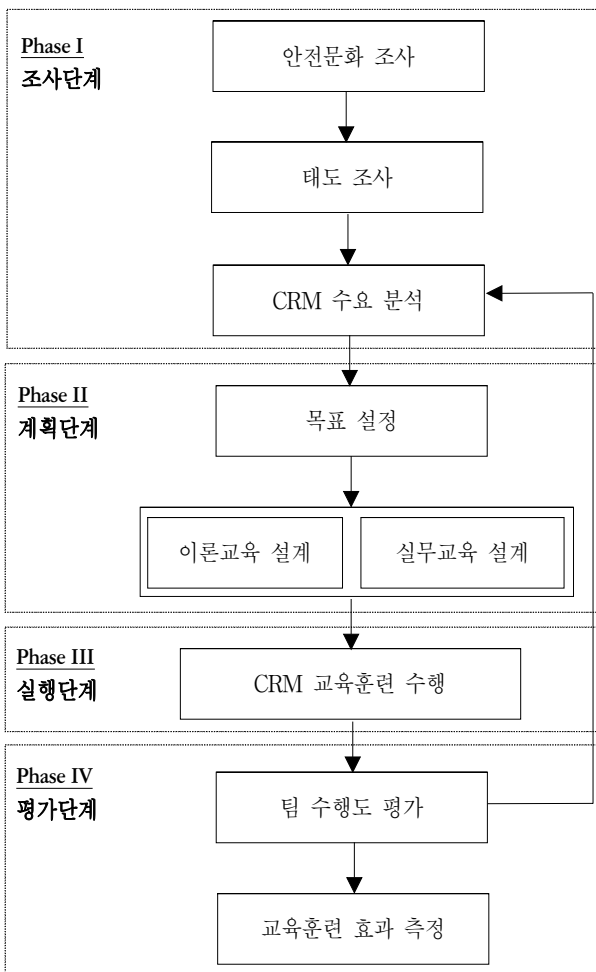 Phase I
조사단계
안전문화 조사
태도 조사
CRM 수요 분석
Phase II
계획단계
목표 설정
이론교육 설계
실무교육 설계
Phase III
실행단계
CRM 교육훈련 수행
Phase IV
평가단계
팀 수행도 평가
교육훈련 효과 측정